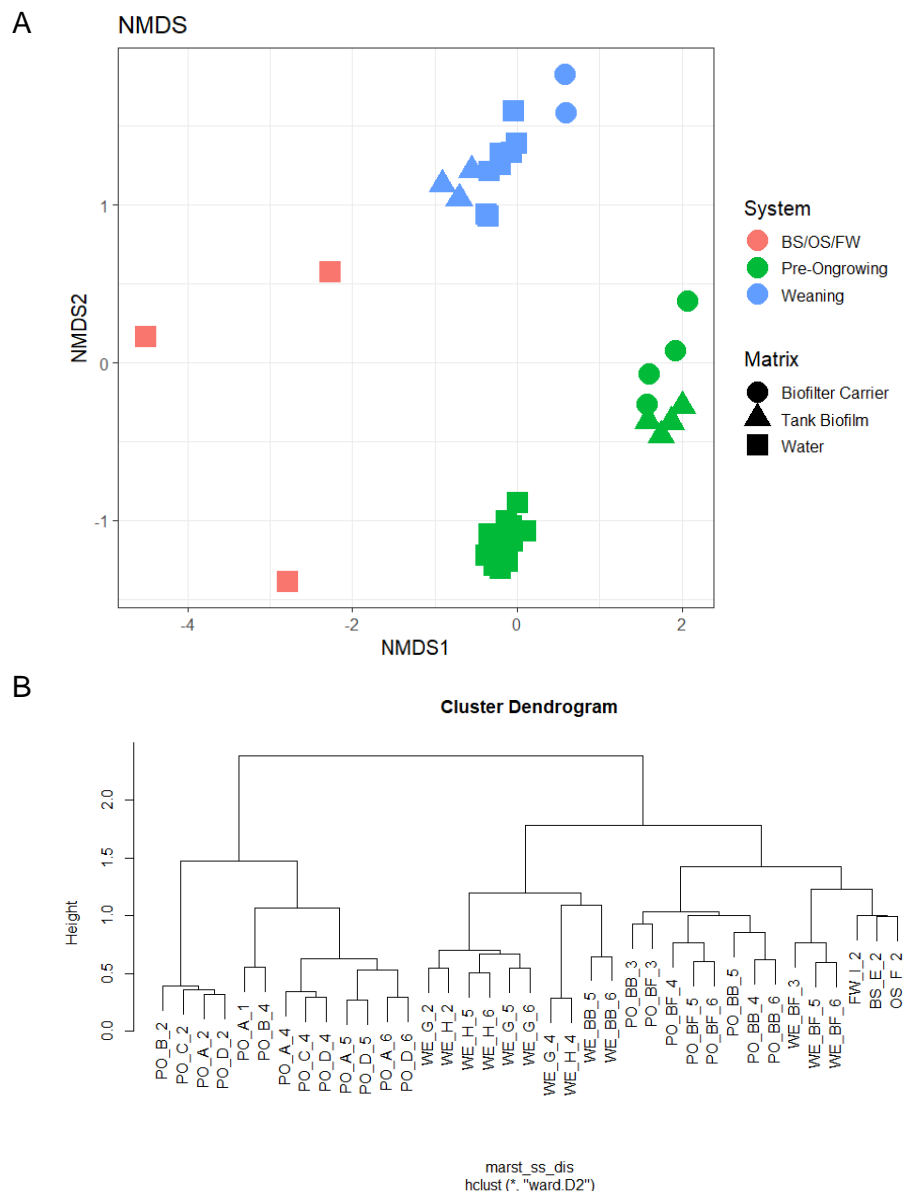 A
NMDS
1
0
-1
NMDS2
-4
-2
0
2
NMDS1
System
BS/OS/FW
Pre-Ongrowing
Weaning
Matrix
Biofilter Carrier
Tank Biofilm
Water
B
Cluster Dendrogram
Height
2.0
1.5
1.0
0.5
0.0
PO_B_2
PO_C_2
PO_A_2
PO_D_2
PO_A_1
PO_B_4
PO_A_4
PO_C_4
PO_D_4
PO_A_5
PO_D_5
PO_A_6
PO_D_6
WE_G_2
WE_H_2
WE_H_5
WE_H_6
WE_G_5
WE_G_6
WE_G_4
WE_H_4
WE_BB_5
WE_BB_6
PO_BB_3
PO_BF_3
PO_BF_4
PO_BF_5
PO_BF_6
PO_BB_5
PO_BB_4
PO_BB_6
WE_BF_3
WE_BF_5
WE_BF_6
FW_I_2
BS_E_2
OS_F_2
marst_ss_dis
hclust (*, "ward.D2")